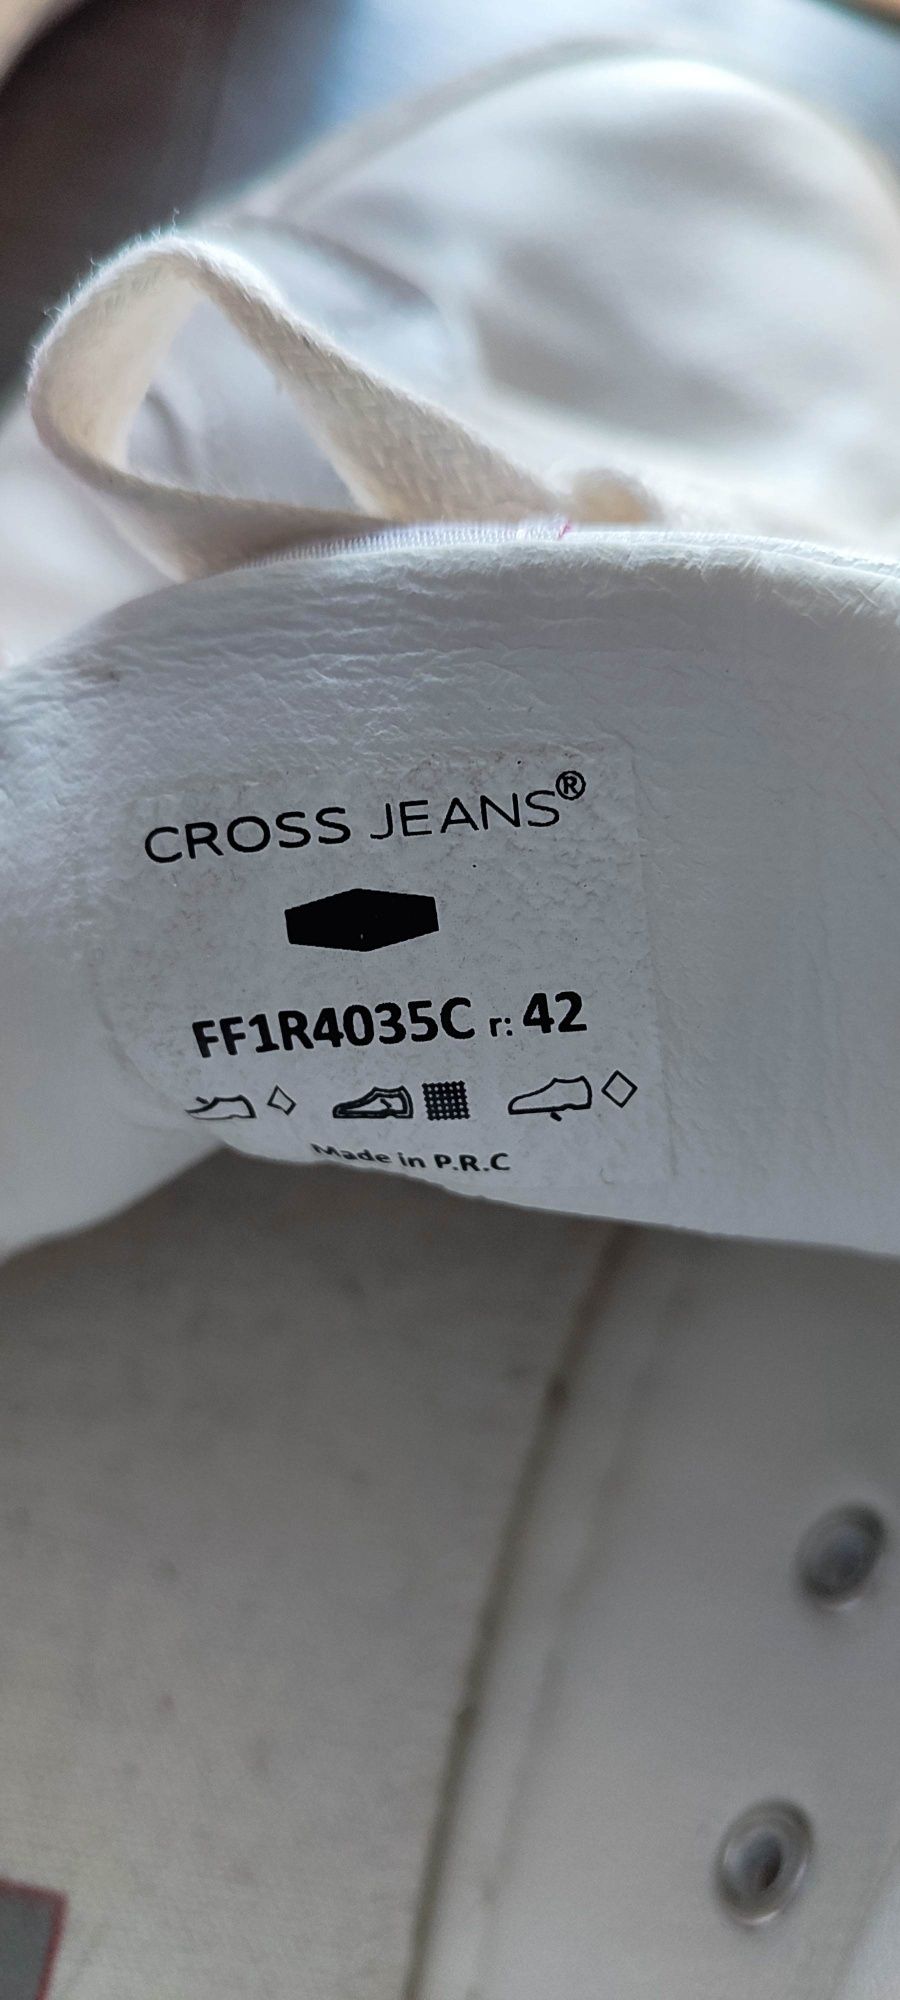 CROSS JEANS®
FF1R4035C r: 42
Made in P.R.C